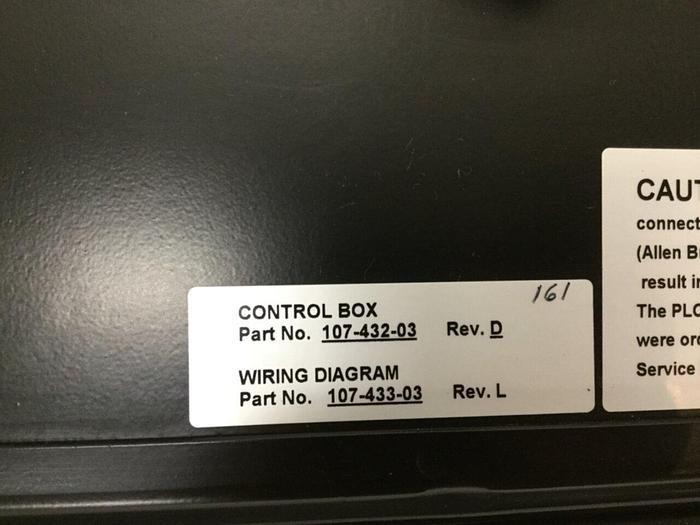 161
CONTROL BOX
Part No. 107-432-03 Rev. D
WIRING DIAGRAM
Part No. 107-433-03 Rev. L
CAUT
connect
(Allen B
result i
The PLC
were or
Service